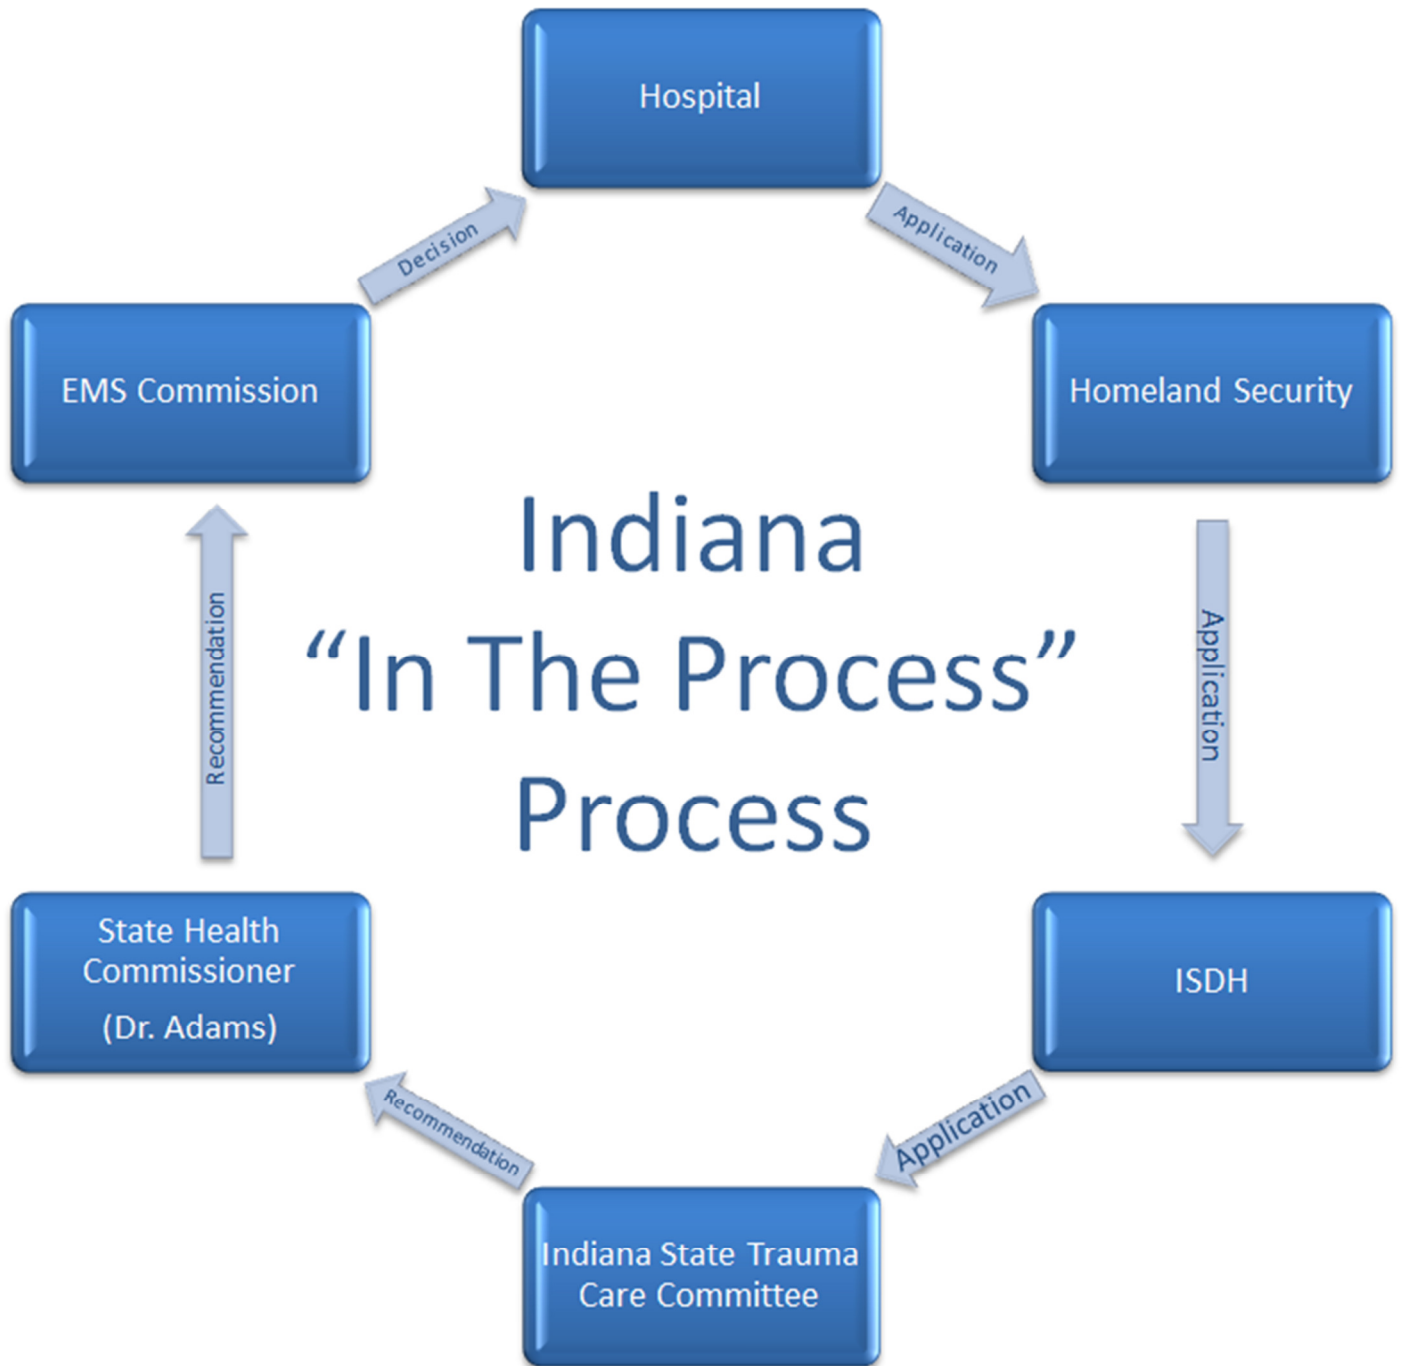 Hospital
Application
Homeland Security
Application
ISDH
Application
Indiana State Trauma
Care Committee
Recommendation
State Health
Commissioner
(Dr. Adams)
Recommendation
EMS Commission
Decision
Indiana
“In The Process”
Process